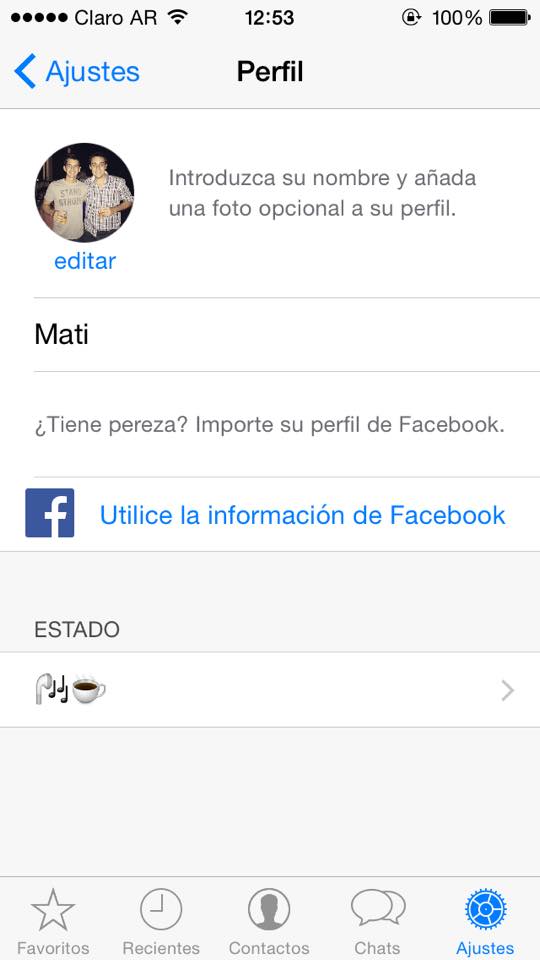 Claro AR 12:53 100%
Ajustes Perfil
Introduzca su nombre y añada
una foto opcional a su perfil.
editar
Mati
¿Tiene pereza? Importe su perfil de Facebook.
f Utilice la información de Facebook
ESTADO
Favoritos Recientes Contactos Chats Ajustes